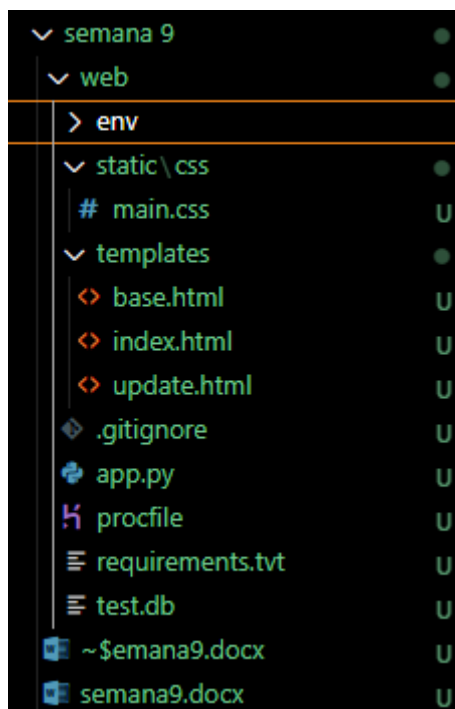 semana 9
web
env
static\css
# main.css U
templates
<> base.html U
<> index.html U
<> update.html U
.gitignore U
app.py U
procfile U
requirements.tvt U
test.db U
~$emana9.docx U
semana9.docx U